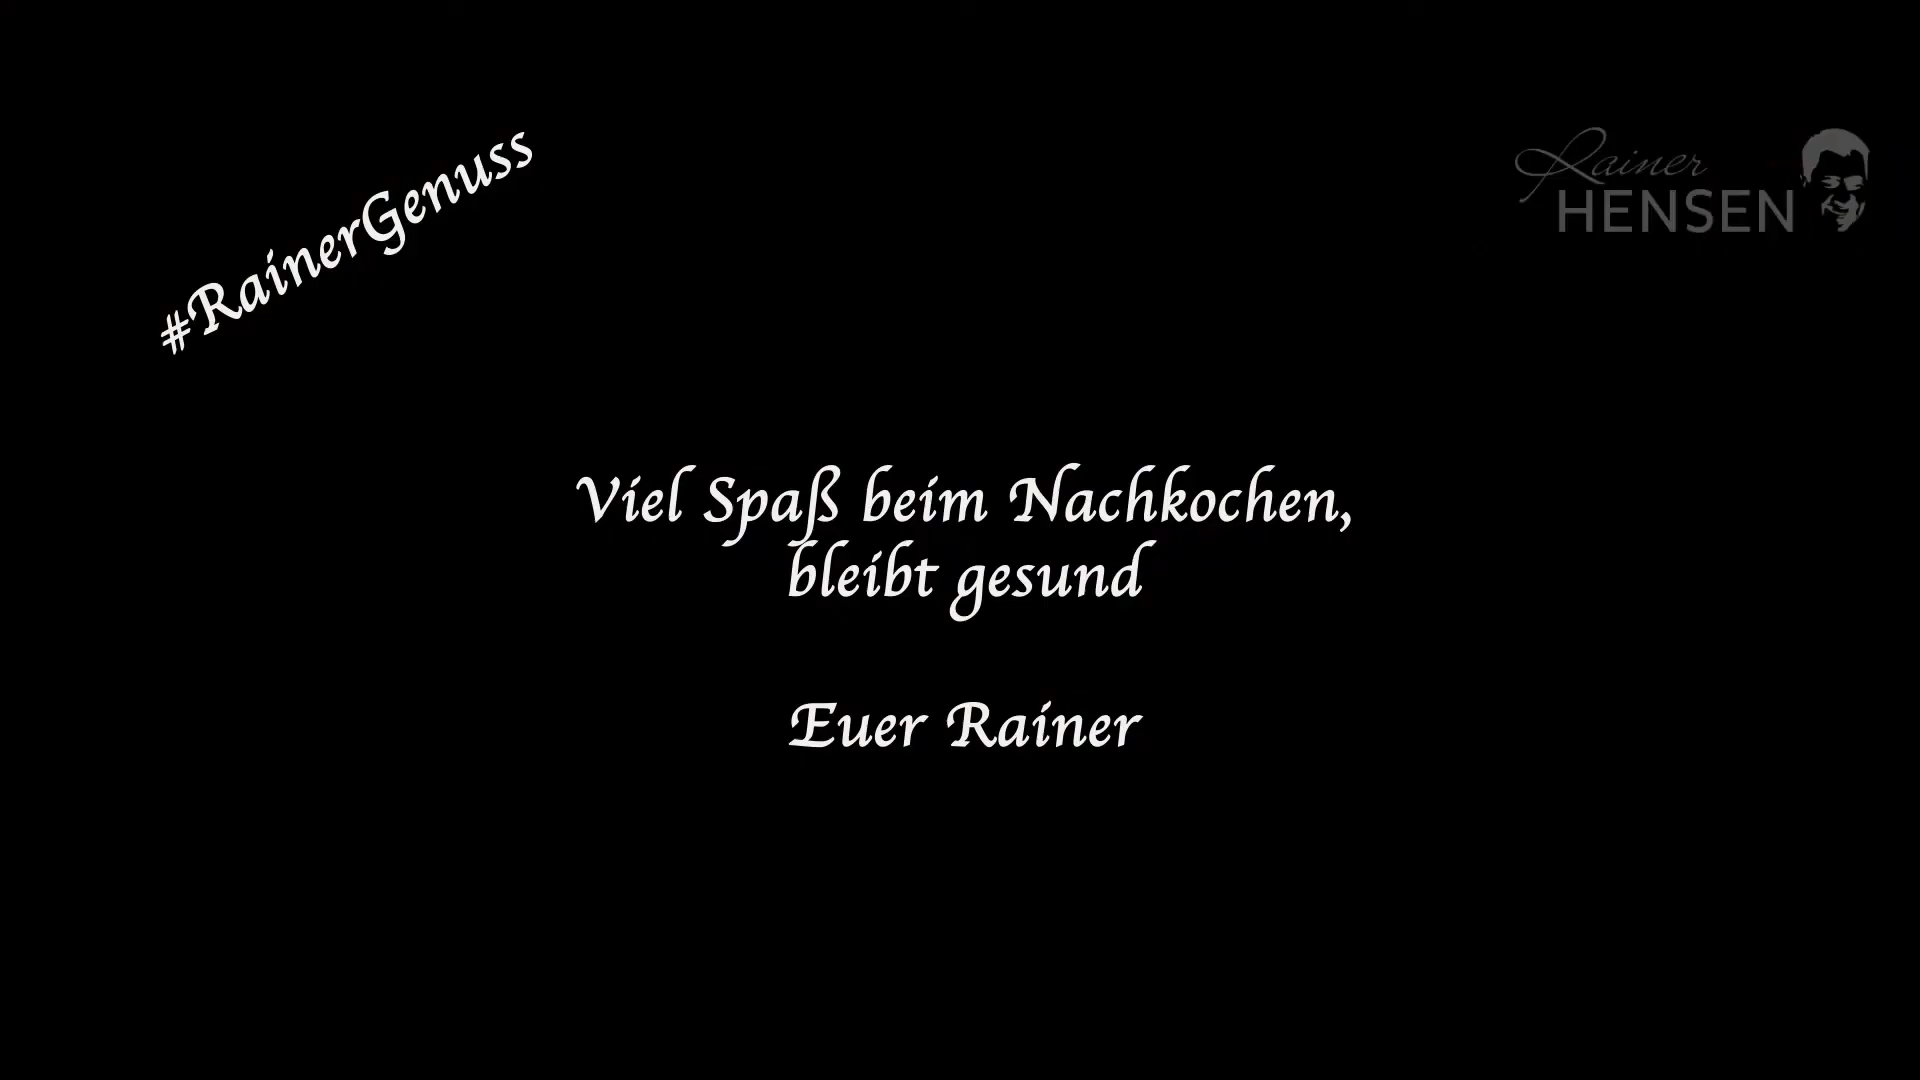 #RainerGenuss
Rainer
HENSEN
Viel Spaß beim Nachkochen,
bleibt gesund
Euer Rainer